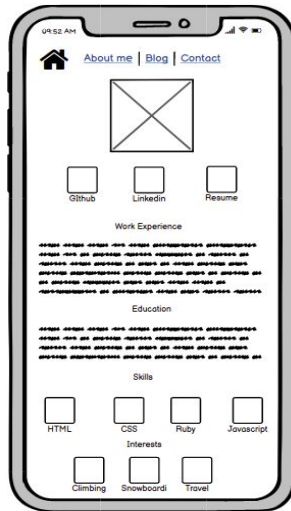 09:52 AM
About me | Blog | Contact
GIthub Linkedin Resume
Work Experience
Education
Skills
HTML CSS Ruby Javascript
Interests
Climbing Snowboardi Travel